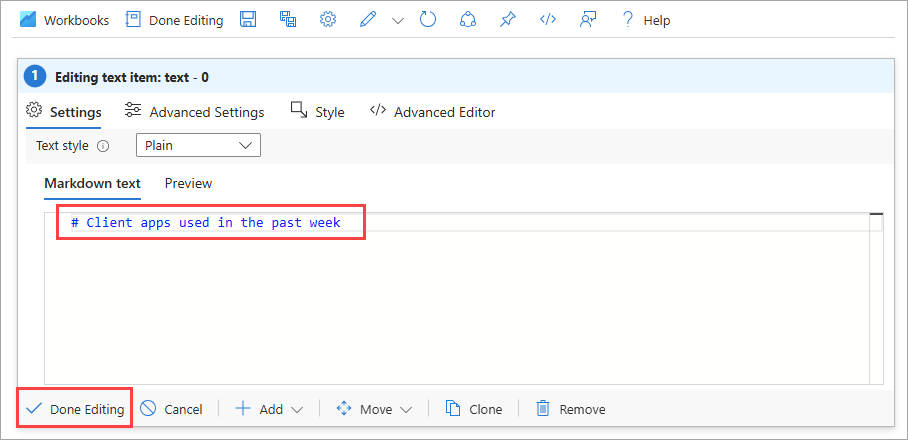 Workbooks Done Editing Help
1 Editing text item: text - 0
Settings Advanced Settings Style </> Advanced Editor
Text style Plain
Markdown text Preview
# Client apps used in the past week
Done Editing Cancel Add Move Clone Remove